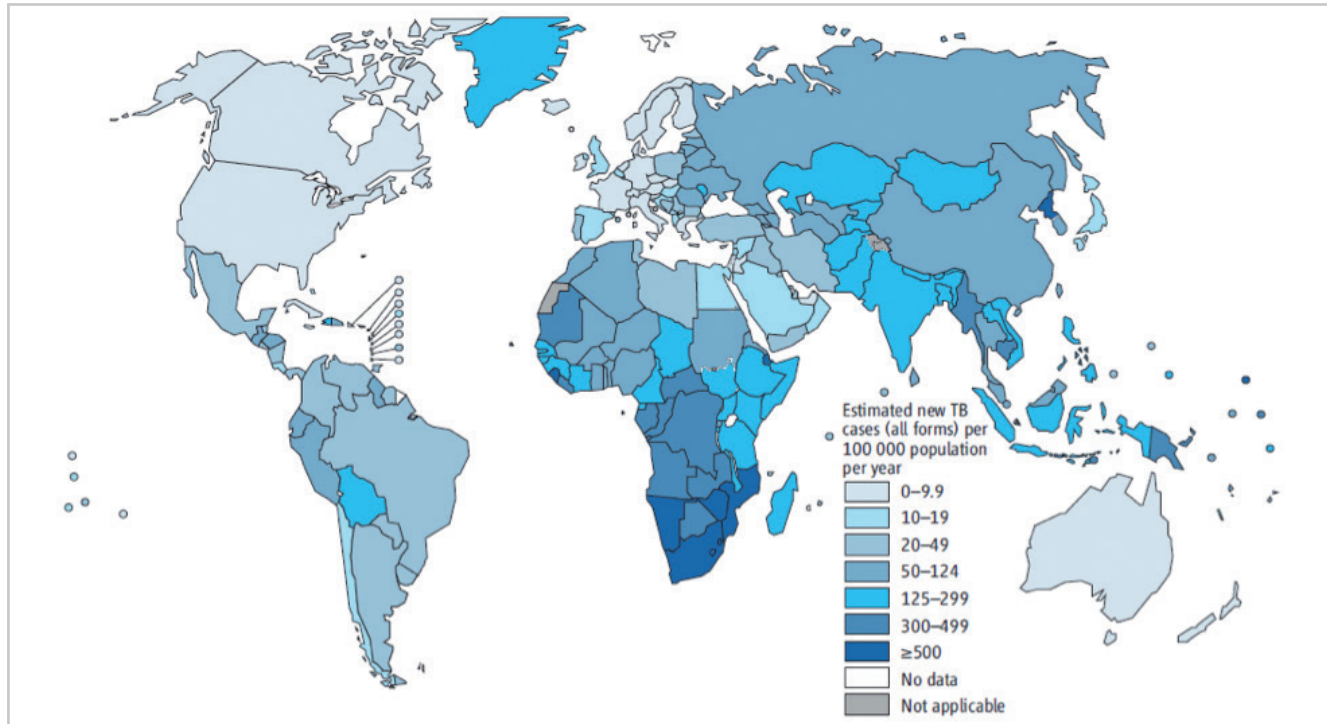 Estimated new TB
cases (all forms) per
100 000 population
per year
0–9.9
10–19
20–49
50–124
125–299
300–499
≥500
No data
Not applicable